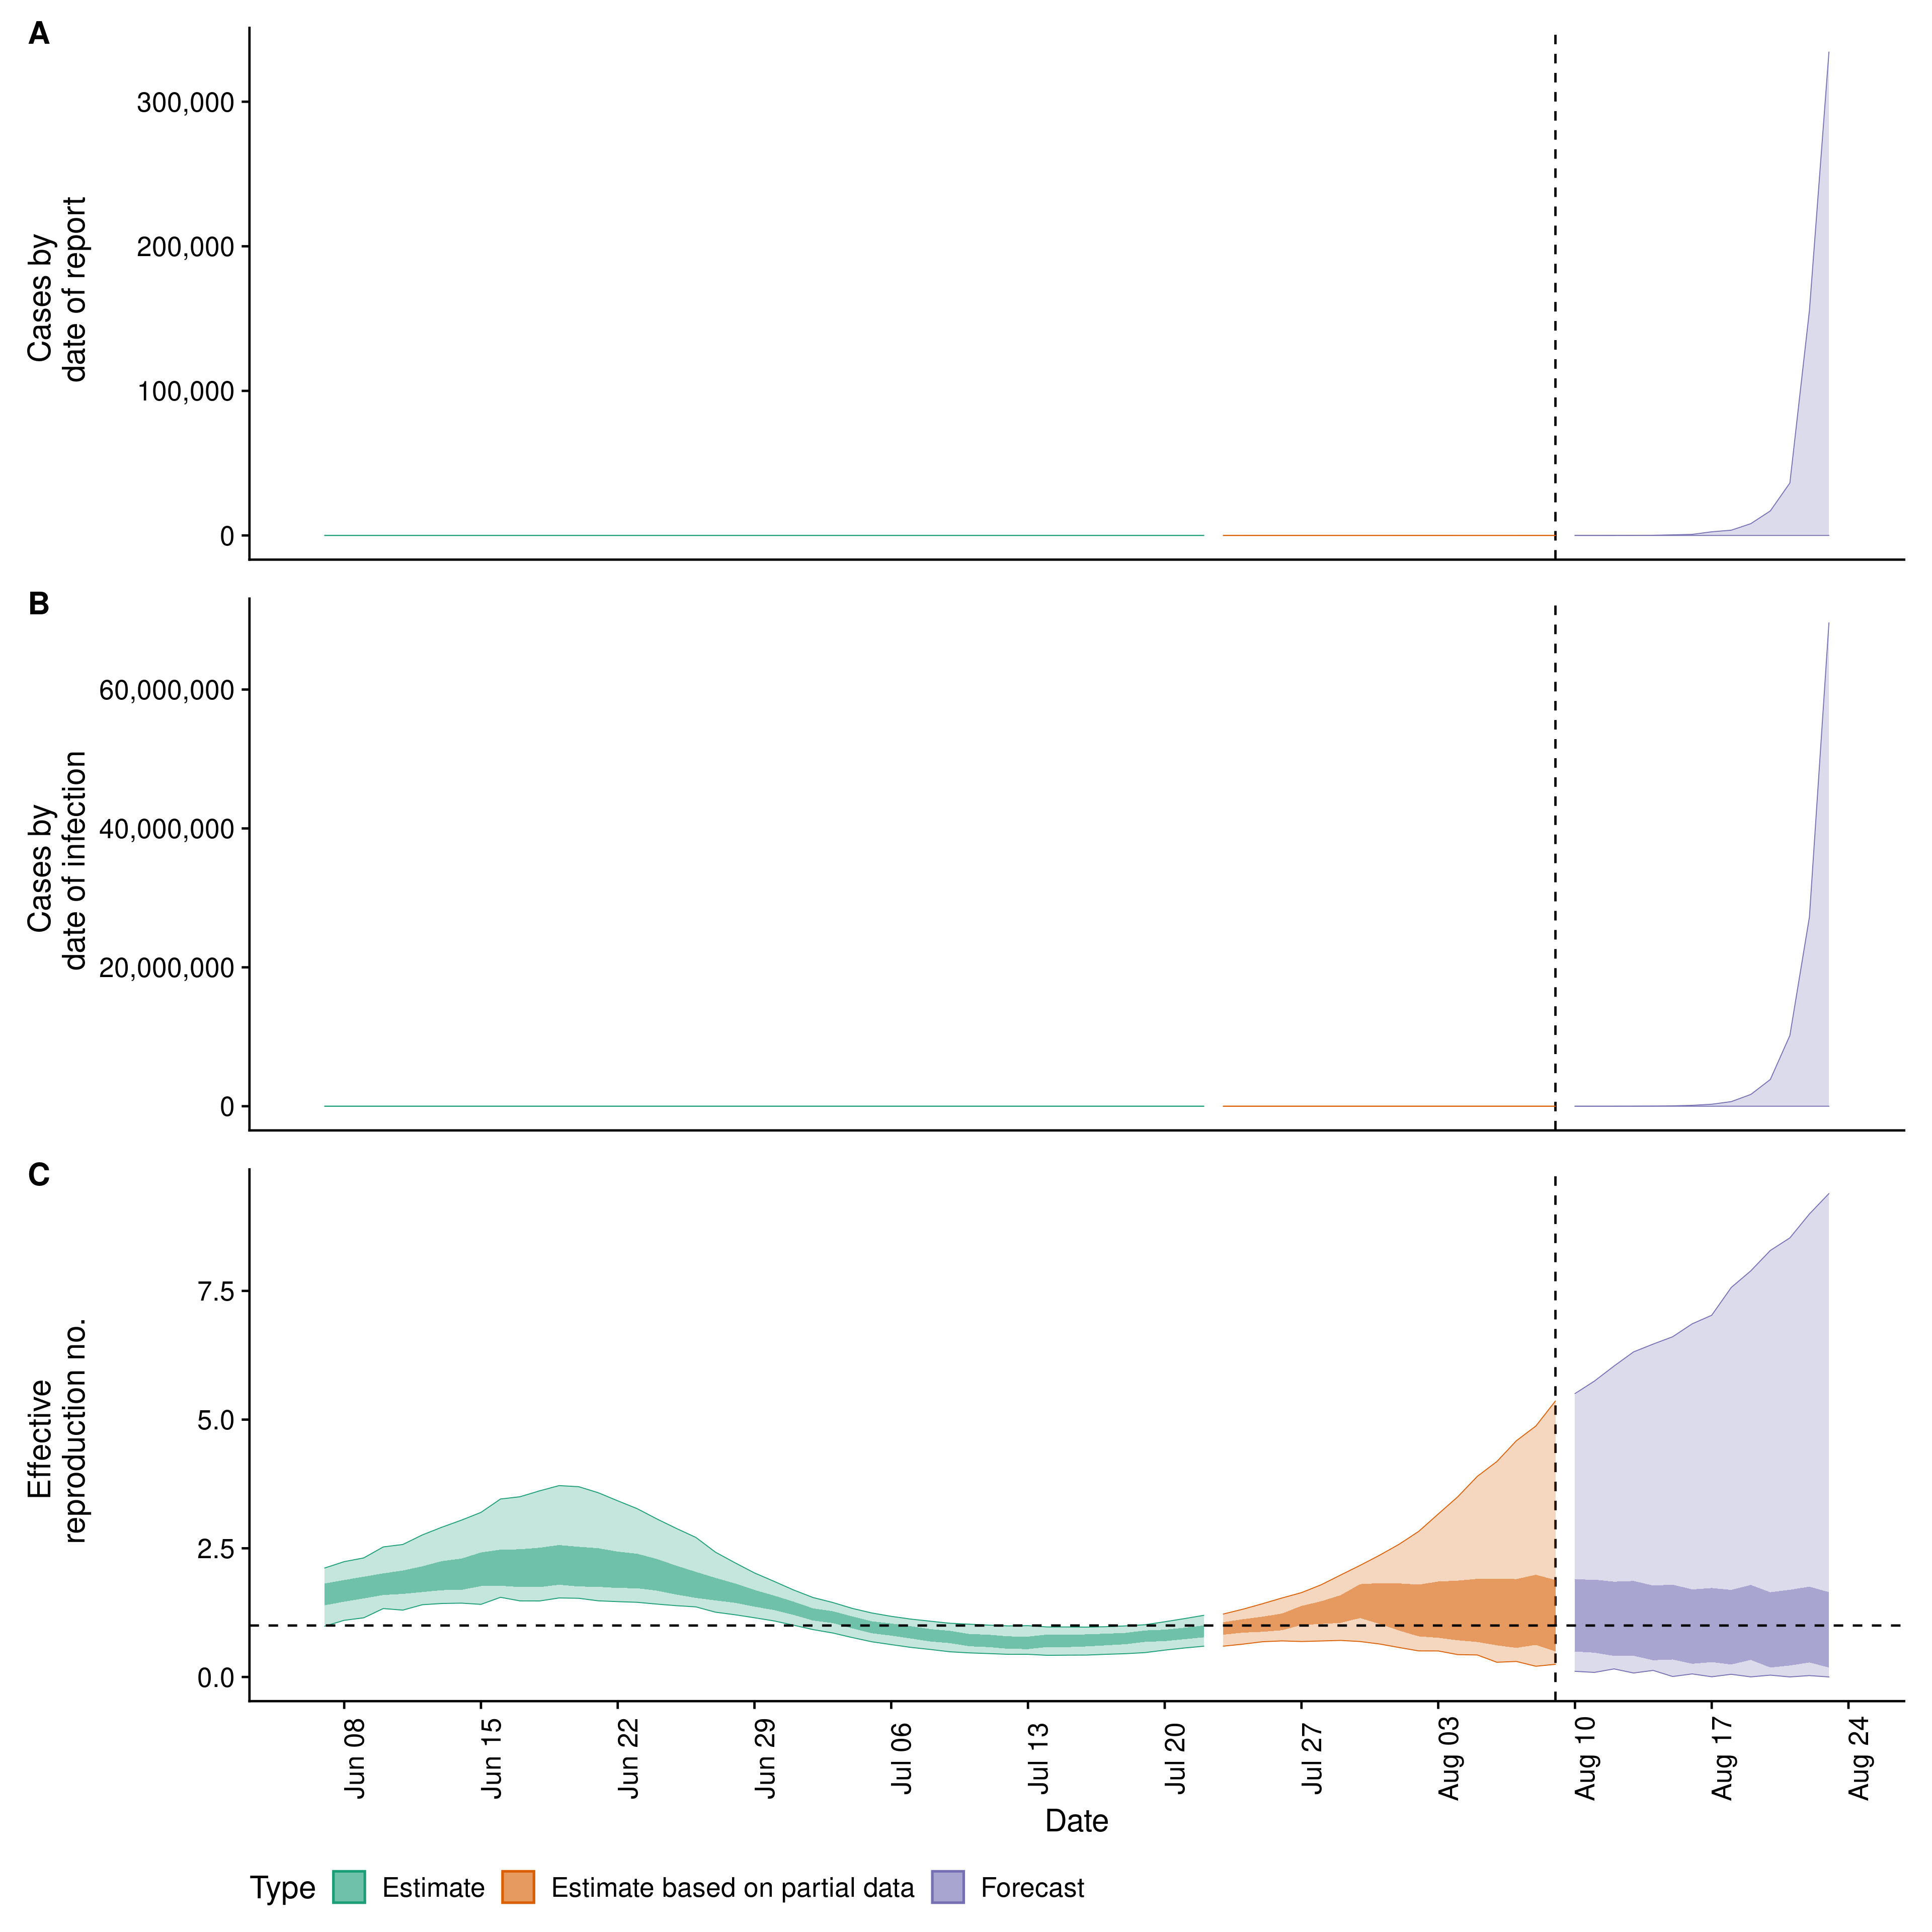 A
Cases by
date of report
300,000
200,000
100,000
0
B
Cases by
date of infection
60,000,000
40,000,000
20,000,000
0
C
Effective
reproduction no.
7.5
5.0
2.5
0.0
Jun 08
Jun 15
Jun 22
Jun 29
Jul 06
Jul 13
Jul 20
Jul 27
Aug 03
Aug 10
Aug 17
Aug 24
Date
Type Estimate Estimate based on partial data Forecast